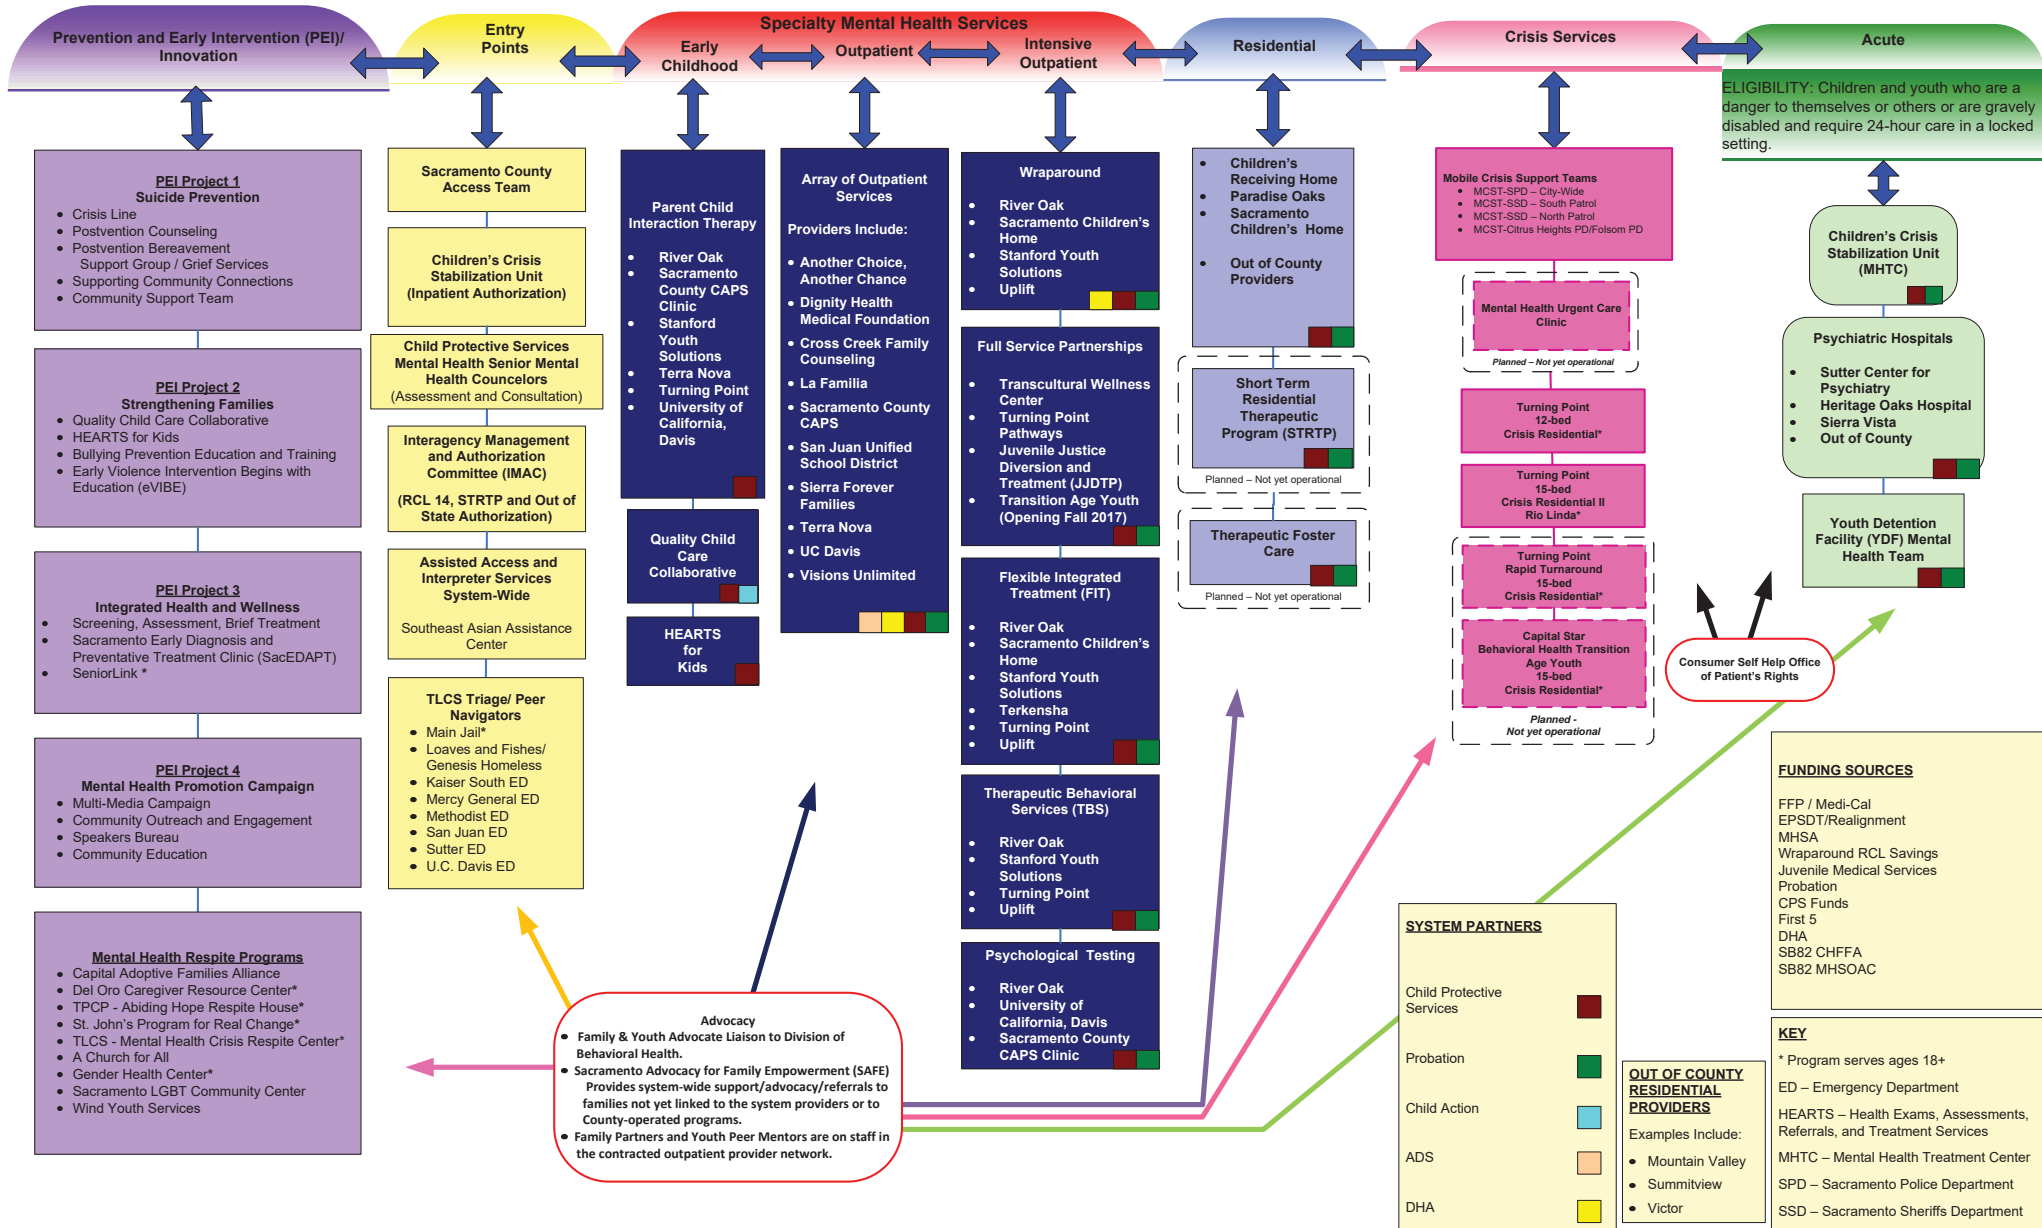 Prevention and Early Intervention (PEI)/
Innovation
Entry
Points
Specialty Mental Health Services
Early
Childhood
Outpatient
Intensive
Outpatient
Residential
Crisis Services
Acute
ELIGIBILITY: Children and youth who are a
danger to themselves or others or are gravely
disabled and require 24-hour care in a locked
setting.
PEI Project 1
Suicide Prevention
• Crisis Line
• Postvention Counseling
• Postvention Bereavement
Support Group / Grief Services
• Supporting Community Connections
• Community Support Team
PEI Project 2
Strengthening Families
• Quality Child Care Collaborative
• HEARTS for Kids
• Bullying Prevention Education and Training
• Early Violence Intervention Begins with
Education (eVIBE)
PEI Project 3
Integrated Health and Wellness
• Screening, Assessment, Brief Treatment
• Sacramento Early Diagnosis and
Preventative Treatment Clinic (SacEDAPT)
• SeniorLink *
PEI Project 4
Mental Health Promotion Campaign
• Multi-Media Campaign
• Community Outreach and Engagement
• Speakers Bureau
• Community Education
Mental Health Respite Programs
• Capital Adoptive Families Alliance
• Del Oro Caregiver Resource Center*
• TPCP - Abiding Hope Respite House*
• St. John's Program for Real Change*
• TLCS - Mental Health Crisis Respite Center*
• A Church for All
• Gender Health Center*
• Sacramento LGBT Community Center
• Wind Youth Services
Sacramento County
Access Team
Children's Crisis
Stabilization Unit
(Inpatient Authorization)
Child Protective Services
Mental Health Senior Mental
Health Councelors
(Assessment and Consultation)
Interagency Management
and Authorization
Committee (IMAC)
(RCL 14, STRTP and Out of
State Authorization)
Assisted Access and
Interpreter Services
System-Wide
Southeast Asian Assistance
Center
TLCS Triage/ Peer
Navigators
• Main Jail*
• Loaves and Fishes/
Genesis Homeless
• Kaiser South ED
• Mercy General ED
• Methodist ED
• San Juan ED
• Sutter ED
• U.C. Davis ED
Parent Child
Interaction Therapy
• River Oak
• Sacramento
County CAPS
Clinic
• Stanford
Youth
Solutions
• Terra Nova
• Turning Point
• University of
California,
Davis
Quality Child
Care
Collaborative
HEARTS
for
Kids
Array of Outpatient
Services
Providers Include:
• Another Choice,
Another Chance
• Dignity Health
Medical Foundation
• Cross Creek Family
Counseling
• La Familia
• Sacramento County
CAPS
• San Juan Unified
School District
• Sierra Forever
Families
• Terra Nova
• UC Davis
• Visions Unlimited
Wraparound
• River Oak
• Sacramento Children's
Home
• Stanford Youth
Solutions
• Uplift
Full Service Partnerships
• Transcultural Wellness
Center
• Turning Point
Pathways
• Juvenile Justice
Diversion and
Treatment (JJDTP)
• Transition Age Youth
(Opening Fall 2017)
Flexible Integrated
Treatment (FIT)
• River Oak
• Sacramento Children's
Home
• Stanford Youth
Solutions
• Terkensha
• Turning Point
• Uplift
Therapeutic Behavioral
Services (TBS)
• River Oak
• Stanford Youth
Solutions
• Turning Point
• Uplift
Psychological Testing
• River Oak
• University of
California, Davis
• Sacramento County
CAPS Clinic
• Children's
Receiving Home
• Paradise Oaks
• Sacramento
Children's Home
• Out of County
Providers
Short Term
Residential
Therapeutic
Program (STRTP)
Planned – Not yet operational
Therapeutic Foster
Care
Planned – Not yet operational
Mobile Crisis Support Teams
• MCST-SPD – City-Wide
• MCST-SSD – South Patrol
• MCST-SSD – North Patrol
• MCST-Citrus Heights PD/Folsom PD
Mental Health Urgent Care
Clinic
Planned – Not yet operational
Turning Point
12-bed
Crisis Residential*
Turning Point
15-bed
Crisis Residential II
Rio Linda*
Turning Point
Rapid Turnaround
15-bed
Crisis Residential*
Capital Star
Behavioral Health Transition
Age Youth
15-bed
Crisis Residential*
Planned -
Not yet operational
Children's Crisis
Stabilization Unit
(MHTC)
Psychiatric Hospitals
• Sutter Center for
Psychiatry
• Heritage Oaks Hospital
• Sierra Vista
• Out of County
Youth Detention
Facility (YDF) Mental
Health Team
Consumer Self Help Office
of Patient's Rights
Advocacy
• Family & Youth Advocate Liaison to Division of
Behavioral Health.
• Sacramento Advocacy for Family Empowerment (SAFE)
Provides system-wide support/advocacy/referrals to
families not yet linked to the system providers or to
County-operated programs.
• Family Partners and Youth Peer Mentors are on staff in
the contracted outpatient provider network.
SYSTEM PARTNERS
Child Protective
Services
Probation
Child Action
ADS
DHA
OUT OF COUNTY
RESIDENTIAL
PROVIDERS
Examples Include:
• Mountain Valley
• Summitview
• Victor
FUNDING SOURCES
FFP / Medi-Cal
EPSDT/Realignment
MHSA
Wraparound RCL Savings
Juvenile Medical Services
Probation
CPS Funds
First 5
DHA
SB82 CHFFA
SB82 MHSOAC
KEY
* Program serves ages 18+
ED – Emergency Department
HEARTS – Health Exams, Assessments,
Referrals, and Treatment Services
MHTC – Mental Health Treatment Center
SPD – Sacramento Police Department
SSD – Sacramento Sheriffs Department